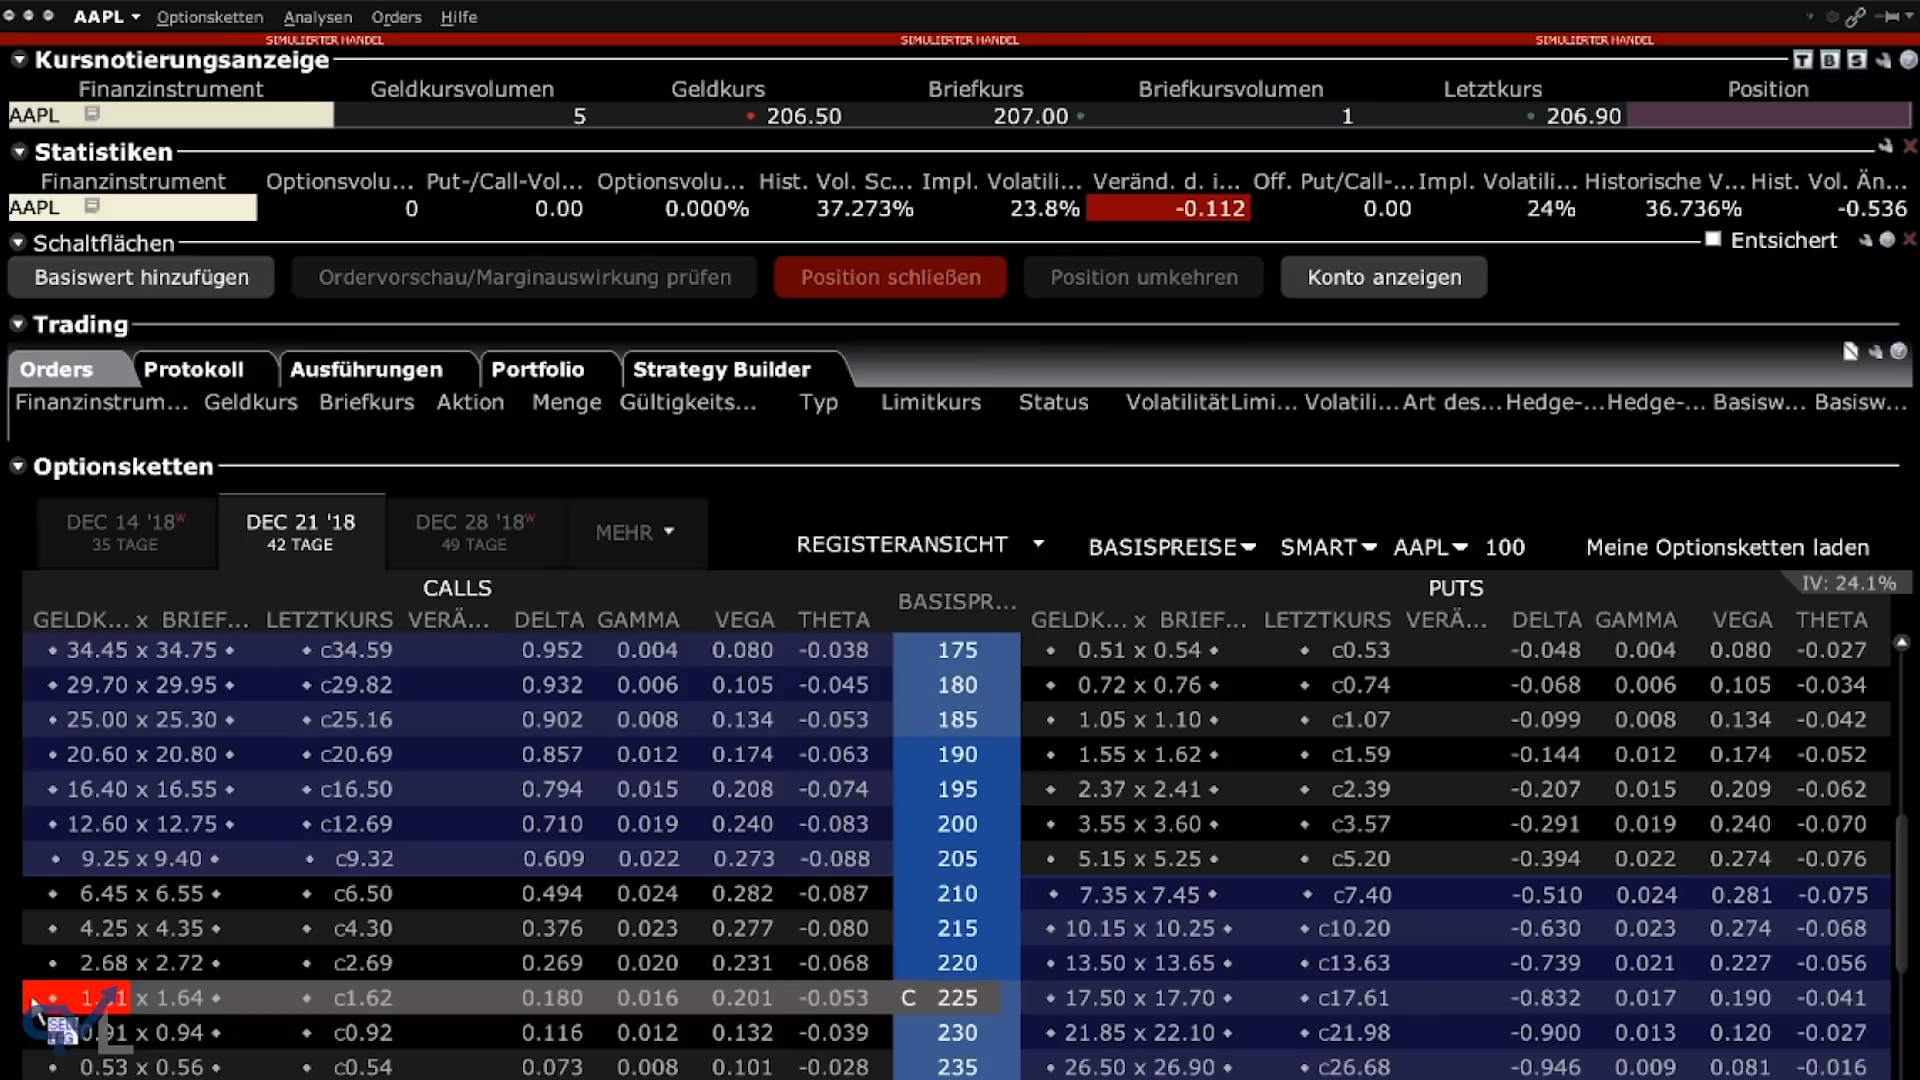 AAPL Optionsketten Analysen Orders Hilfe
SIMULIERTER HANDEL SIMULIERTER HANDEL SIMULIERTER HANDEL
Kursnotierungsanzeige T B S
Finanzinstrument Geldkursvolumen Geldkurs Briefkurs Briefkursvolumen Letztkurs Position
AAPL 5 206.50 207.00 1 206.90
Statistiken
Finanzinstrument Optionsvolu... Put-/Call-Vol... Optionsvolu... Hist. Vol. Sc... Impl. Volatili... Veränd. d. i... Off. Put/Call-... Impl. Volatili... Historische V... Hist. Vol. Än...
AAPL 0 0.00 0.000% 37.273% 23.8% -0.112 0.00 24% 36.736% -0.536
Schaltflächen Entsichert
Basiswert hinzufügen Ordervorschau/Marginauswirkung prüfen Position schließen Position umkehren Konto anzeigen
Trading
Orders Protokoll Ausführungen Portfolio Strategy Builder
Finanzinstrum... Geldkurs Briefkurs Aktion Menge Gültigkeits... Typ Limitkurs Status Volatilität Limi... Volatili... Art des... Hedge-... Hedge-... Basisw... Basisw...
Optionsketten
DEC 14 '18W DEC 21 '18 DEC 28 '18W MEHR
35 TAGE 42 TAGE 49 TAGE
REGISTERANSICHT BASISPREISE SMART AAPL 100 Meine Optionsketten laden
CALLS PUTS IV: 24.1%
GELDK... x BRIEF... LETZTKURS VERÄ... DELTA GAMMA VEGA THETA BASISPR... GELDK... x BRIEF... LETZTKURS VERÄ... DELTA GAMMA VEGA THETA
34.45 x 34.75 c34.59 0.952 0.004 0.080 -0.038 175 0.51 x 0.54 c0.53 -0.048 0.004 0.080 -0.027
29.70 x 29.95 c29.82 0.932 0.006 0.105 -0.045 180 0.72 x 0.76 c0.74 -0.068 0.006 0.105 -0.034
25.00 x 25.30 c25.16 0.902 0.008 0.134 -0.053 185 1.05 x 1.10 c1.07 -0.099 0.008 0.134 -0.042
20.60 x 20.80 c20.69 0.857 0.012 0.174 -0.063 190 1.55 x 1.62 c1.59 -0.144 0.012 0.174 -0.052
16.40 x 16.55 c16.50 0.794 0.015 0.208 -0.074 195 2.37 x 2.41 c2.39 -0.207 0.015 0.209 -0.062
12.60 x 12.75 c12.69 0.710 0.019 0.240 -0.083 200 3.55 x 3.60 c3.57 -0.291 0.019 0.240 -0.070
9.25 x 9.40 c9.32 0.609 0.022 0.273 -0.088 205 5.15 x 5.25 c5.20 -0.394 0.022 0.274 -0.076
6.45 x 6.55 c6.50 0.494 0.024 0.282 -0.087 210 7.35 x 7.45 c7.40 -0.510 0.024 0.281 -0.075
4.25 x 4.35 c4.30 0.376 0.023 0.277 -0.080 215 10.15 x 10.25 c10.20 -0.630 0.023 0.274 -0.068
2.68 x 2.72 c2.69 0.269 0.020 0.231 -0.068 220 13.50 x 13.65 c13.63 -0.739 0.021 0.227 -0.056
x 1.64 c1.62 0.180 0.016 0.201 -0.053 C 225 17.50 x 17.70 c17.61 -0.832 0.017 0.190 -0.041
0.91 x 0.94 c0.92 0.116 0.012 0.132 -0.039 230 21.85 x 22.10 c21.98 -0.900 0.013 0.120 -0.027
0.53 x 0.56 c0.54 0.073 0.008 0.101 -0.028 235 26.50 x 26.90 c26.68 -0.946 0.009 0.081 -0.016